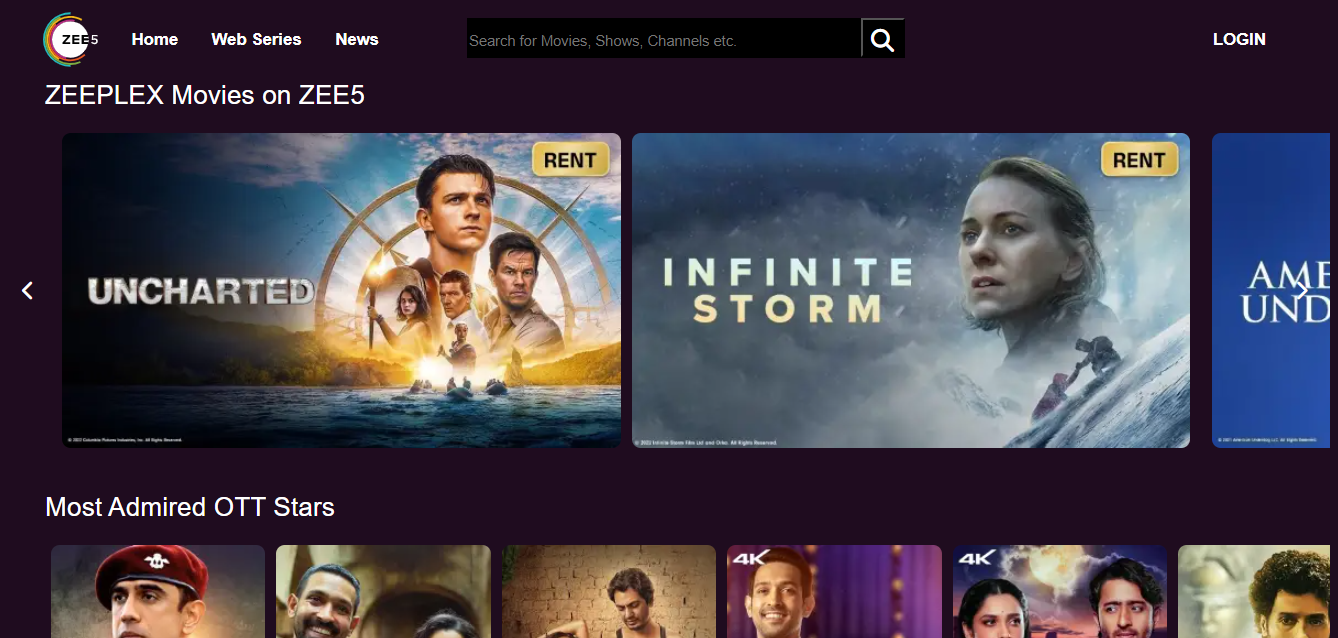 ZEE5
Home
Web Series
News
Search for Movies, Shows, Channels etc.
LOGIN
ZEEPLEX Movies on ZEE5
RENT
UNCHARTED
RENT
INFINITE
STORM
AME
UND
Most Admired OTT Stars
4K
4K